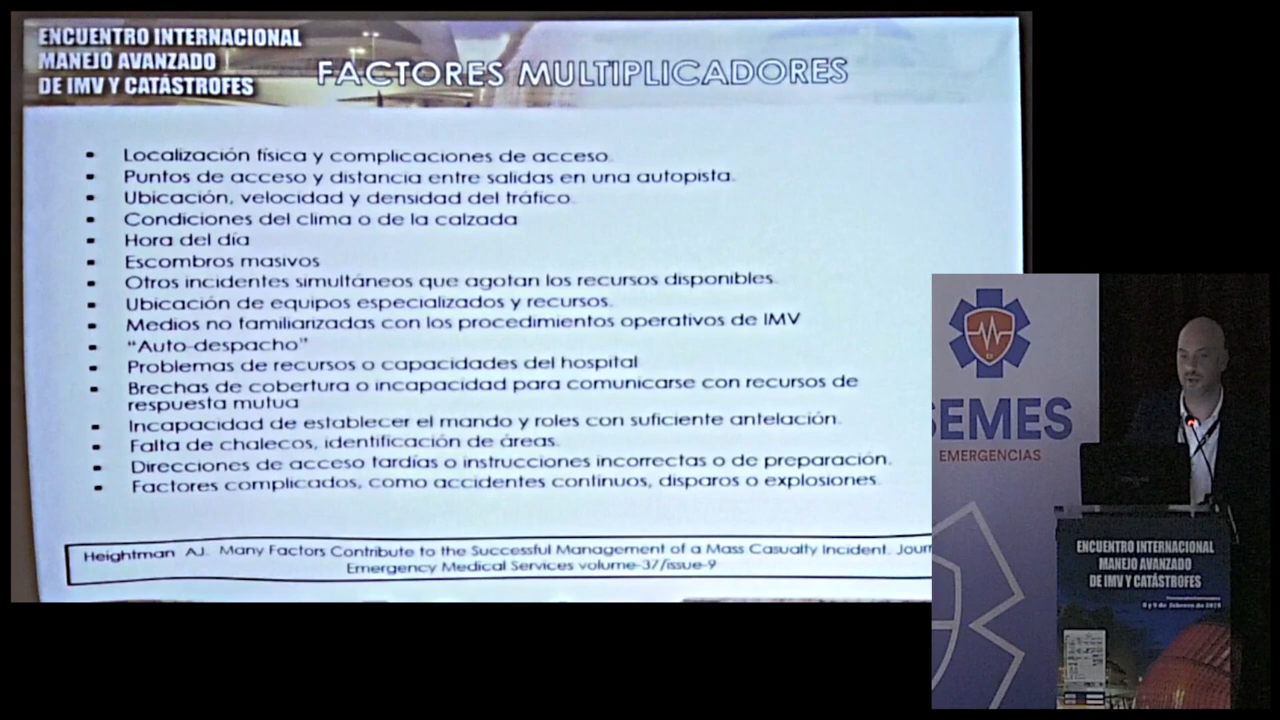 ENCUENTRO INTERNACIONAL
MANEJO AVANZADO
DE IMV Y CATÁSTROFES
FACTORES MULTIPLICADORES
Localización física y complicaciones de acceso.
Puntos de acceso y distancia entre salidas en una autopista.
Ubicación, velocidad y densidad del tráfico.
Condiciones del clima o de la calzada
Hora del día
Escombros masivos
Otros incidentes simultáneos que agotan los recursos disponibles.
Ubicación de equipos especializados y recursos.
Medios no familiarizadas con los procedimientos operativos de IMV
"Auto-despacho"
Problemas de recursos o capacidades del hospital
Brechas de cobertura o incapacidad para comunicarse con recursos de
respuesta mutua
Incapacidad de establecer el mando y roles con suficiente antelación.
Falta de chalecos, identificación de áreas.
Direcciones de acceso tardías o instrucciones incorrectas o de preparación.
Factores complicados, como accidentes continuos, disparos o explosiones.
Heightman AJ. Many Factors Contribute to the Successful Management of a Mass Casualty Incident. Journ
Emergency Medical Services volume-37/issue-9
SEMES
EMERGENCIAS
ENCUENTRO INTERNACIONAL
MANEJO AVANZADO
DE IMV Y CATÁSTROFES